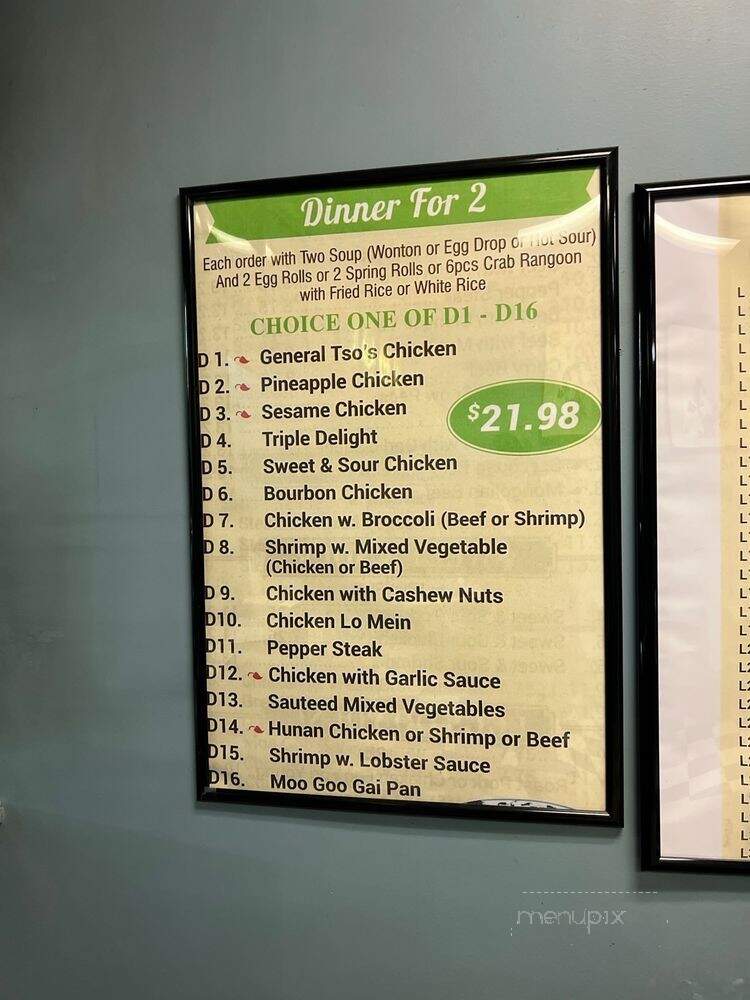 Dinner For 2
Each order with Two Soup (Wonton or Egg Drop or Hot Sour)
And 2 Egg Rolls or 2 Spring Rolls or 6pcs Crab Rangoon
with Fried Rice or White Rice
CHOICE ONE OF D1 - D16
D 1. General Tso's Chicken
D 2. Pineapple Chicken
D 3. Sesame Chicken
$21.98
D 4. Triple Delight
D 5. Sweet & Sour Chicken
D 6. Bourbon Chicken
D 7. Chicken w. Broccoli (Beef or Shrimp)
D 8. Shrimp w. Mixed Vegetable
(Chicken or Beef)
D 9. Chicken with Cashew Nuts
D10. Chicken Lo Mein
D11. Pepper Steak
D12. Chicken with Garlic Sauce
D13. Sauteed Mixed Vegetables
D14. Hunan Chicken or Shrimp or Beef
D15. Shrimp w. Lobster Sauce
D16. Moo Goo Gai Pan
menupix